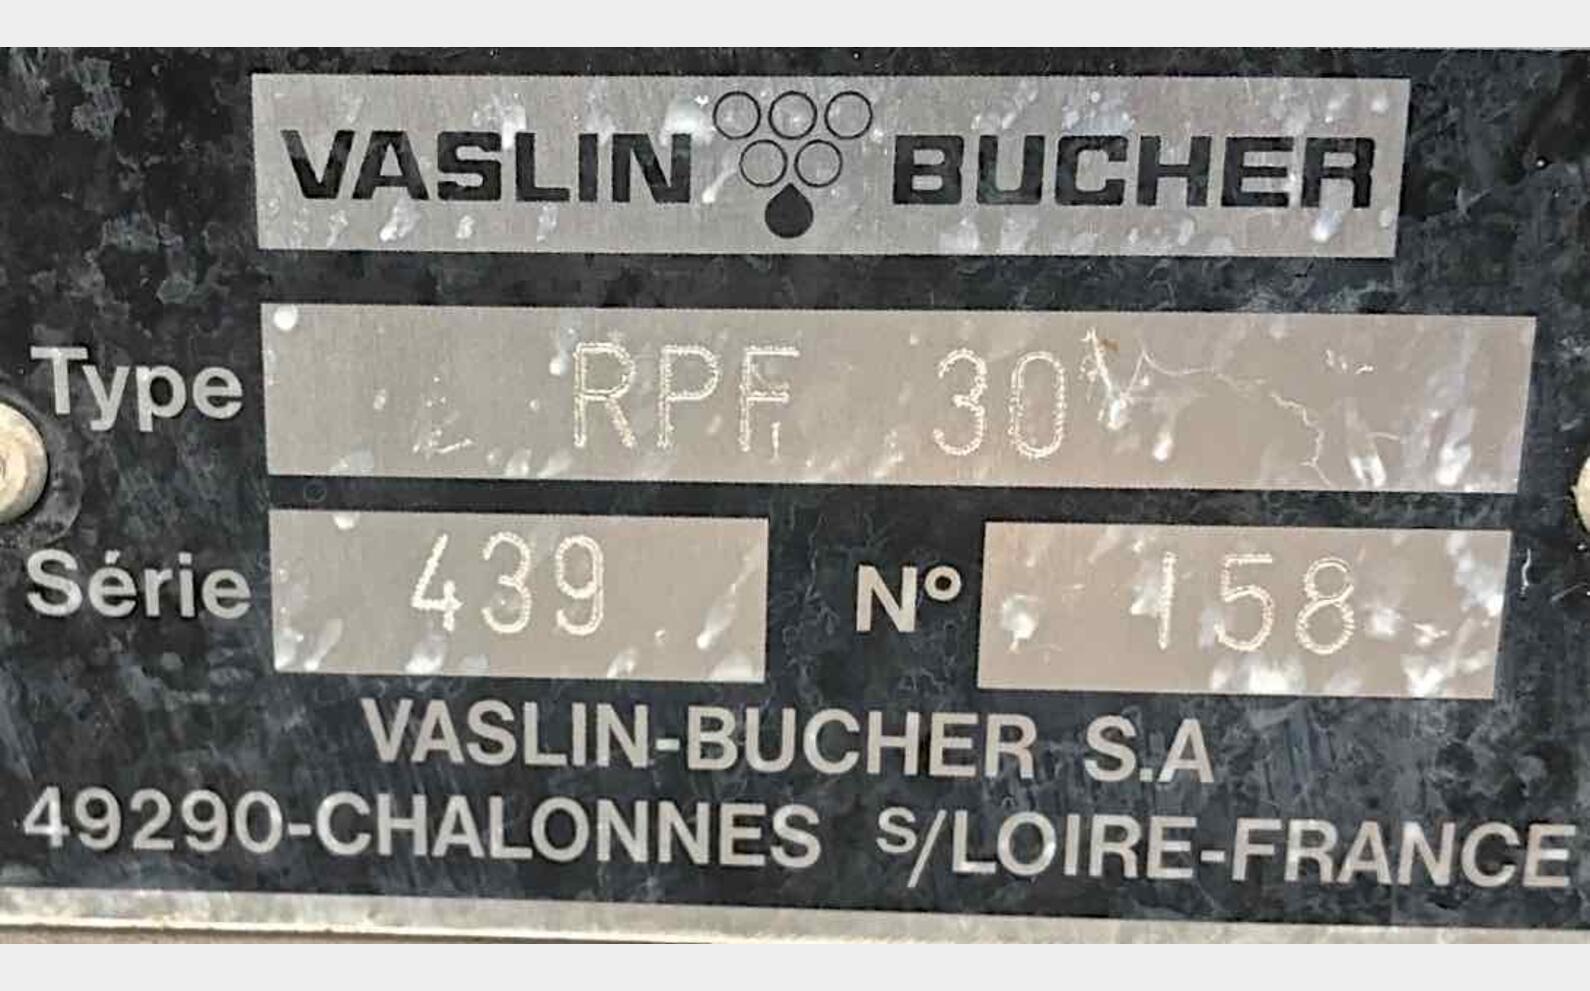 VASLIN BUCHER
Type RPF 30
Série 439 N° 158
VASLIN-BUCHER S.A
49290-CHALONNES S/LOIRE-FRANCE